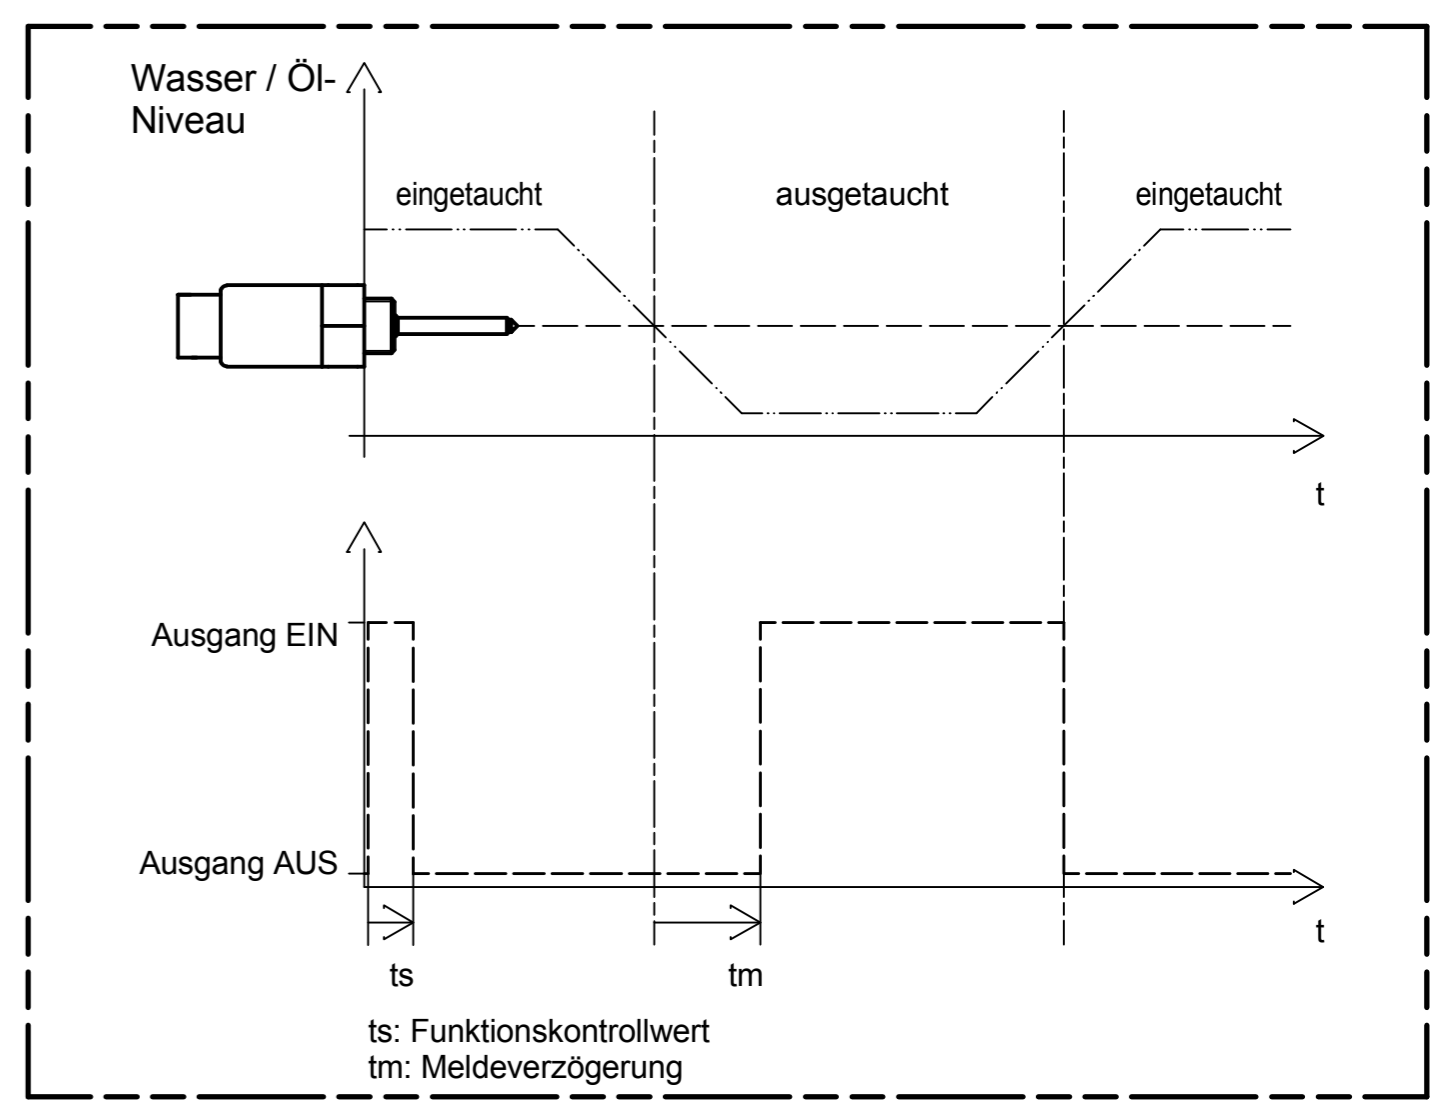 Wasser / Öl-
Niveau
eingetaucht
ausgetaucht
eingetaucht
t
Ausgang EIN
Ausgang AUS
t
ts
tm
ts: Funktionskontrollwert
tm: Meldeverzögerung